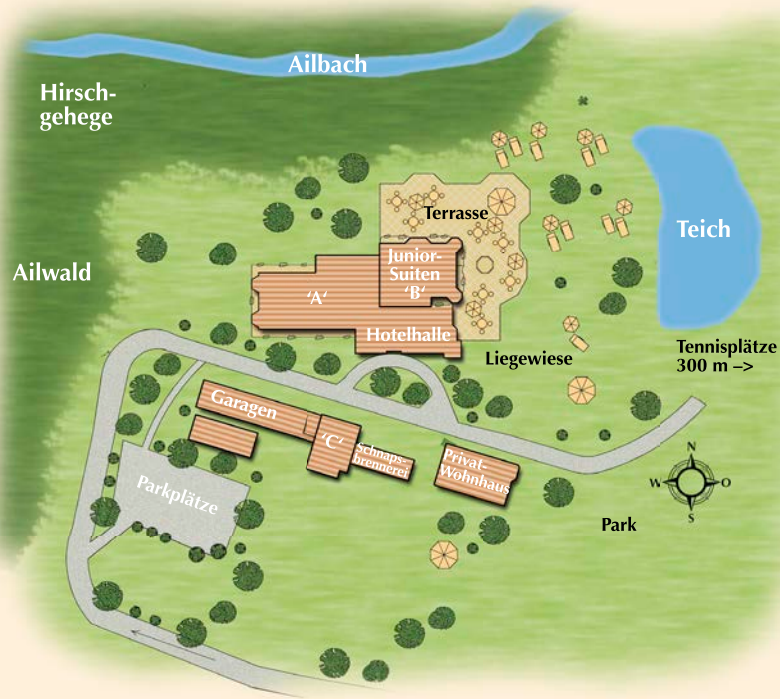 Ailbach
Hirsch-
gehege
Terrasse
Teich
Junior-
Suiten
'B'
Ailwald
'A'
Hotelhalle
Liegewiese
Tennisplätze
300 m –>
Garagen
'C'
Schnaps-
brennerei
Privat-
Wohnhaus
Parkplätze
N
W
O
S
Park